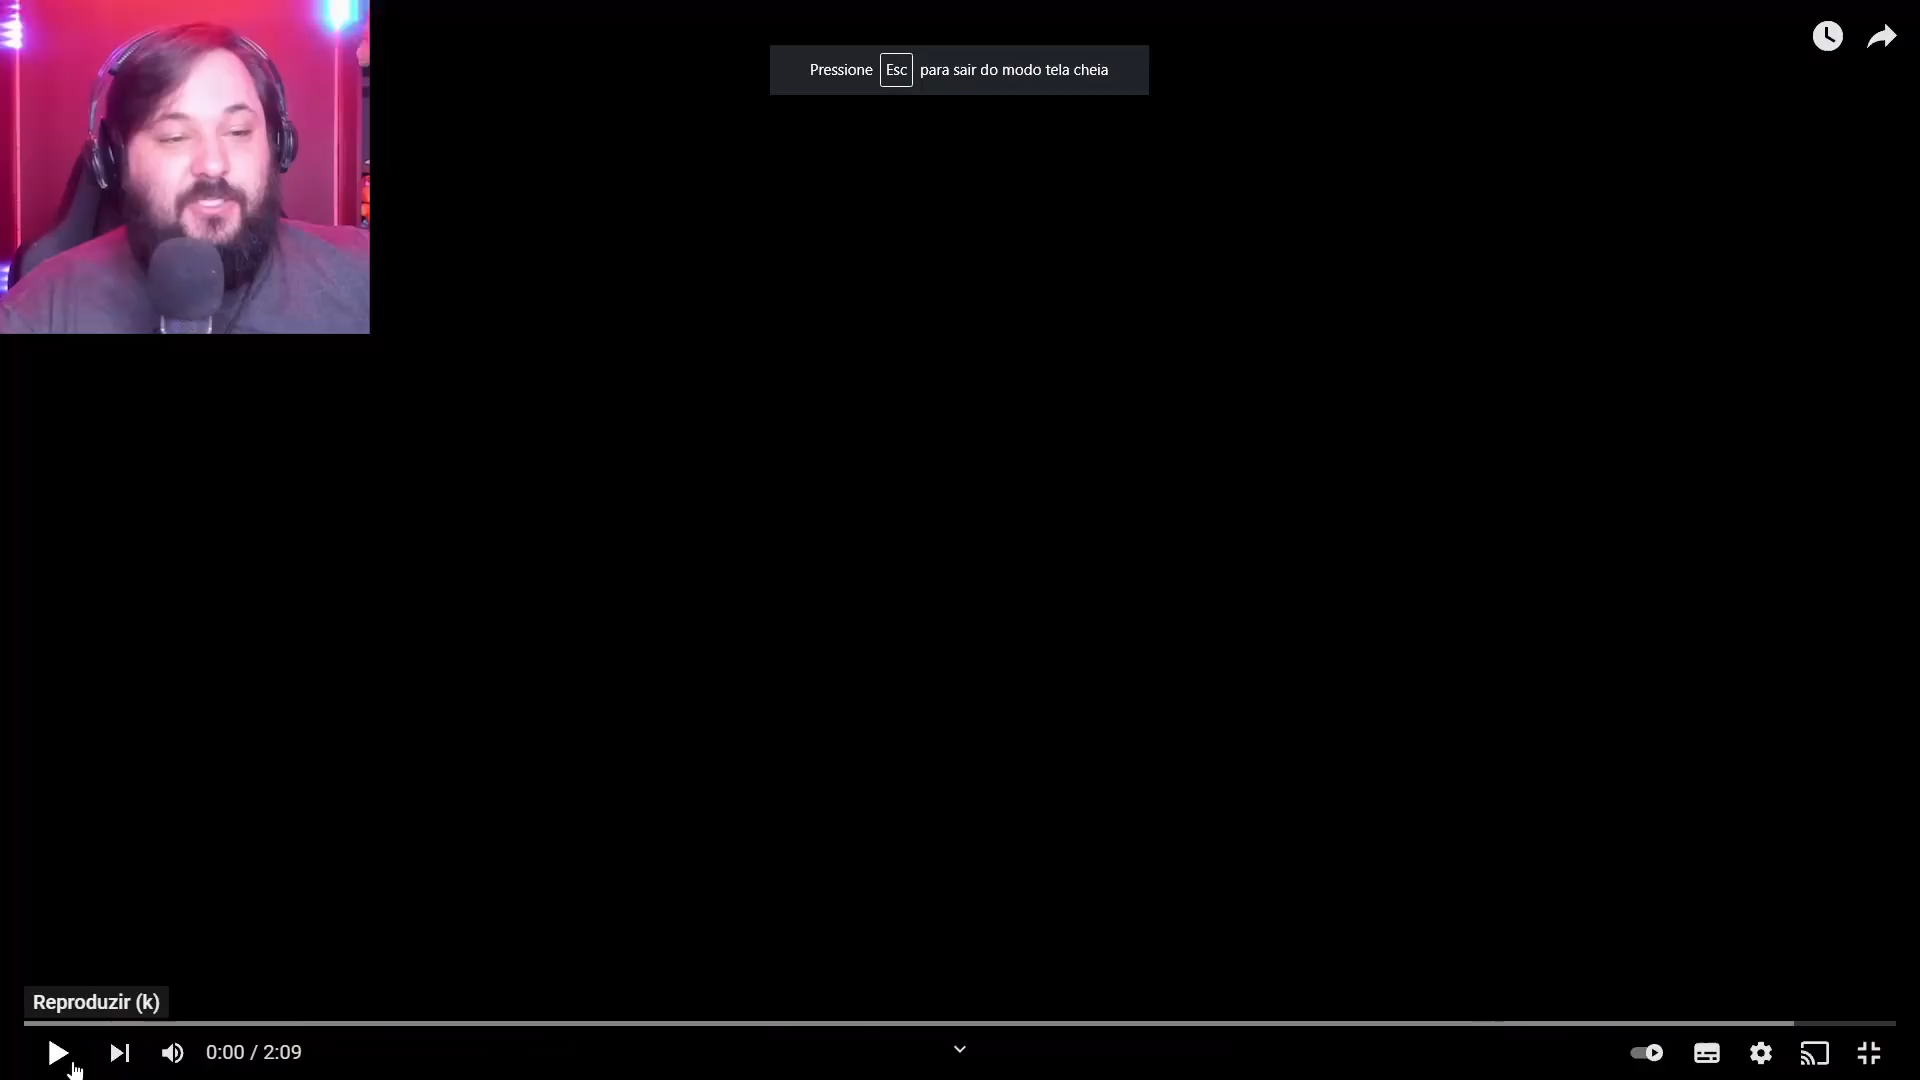 Pressione Esc para sair do modo tela cheia
Reproduzir (k)
0:00 / 2:09